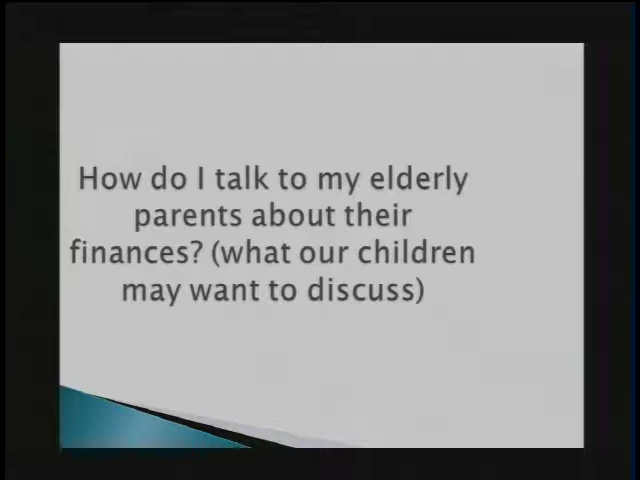 How do I talk to my elderly
parents about their
finances? (what our children
may want to discuss)